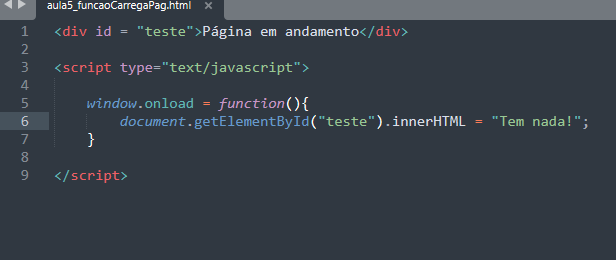 aula5_funcaoCarregaPag.html ×
1 <div id = "teste">Página em andamento</div>
2
3 <script type="text/javascript">
4
5 window.onload = function(){
6 document.getElementById("teste").innerHTML = "Tem nada!";
7 }
8
9 </script>